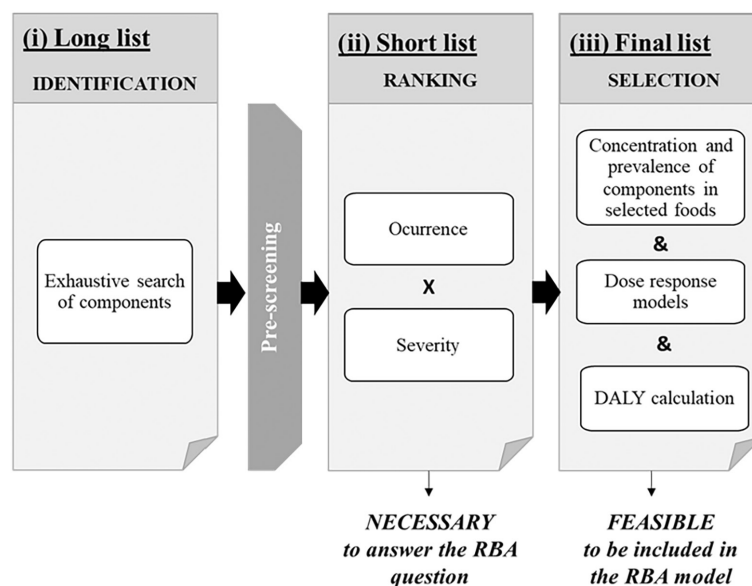 (i) Long list
IDENTIFICATION
Exhaustive search
of components
Pre-screening
(ii) Short list
RANKING
Ocurrence
X
Severity
NECESSARY
to answer the RBA
question
(iii) Final list
SELECTION
Concentration and
prevalence of
components in
selected foods
&
Dose response
models
&
DALY calculation
FEASIBLE
to be included in
the RBA model